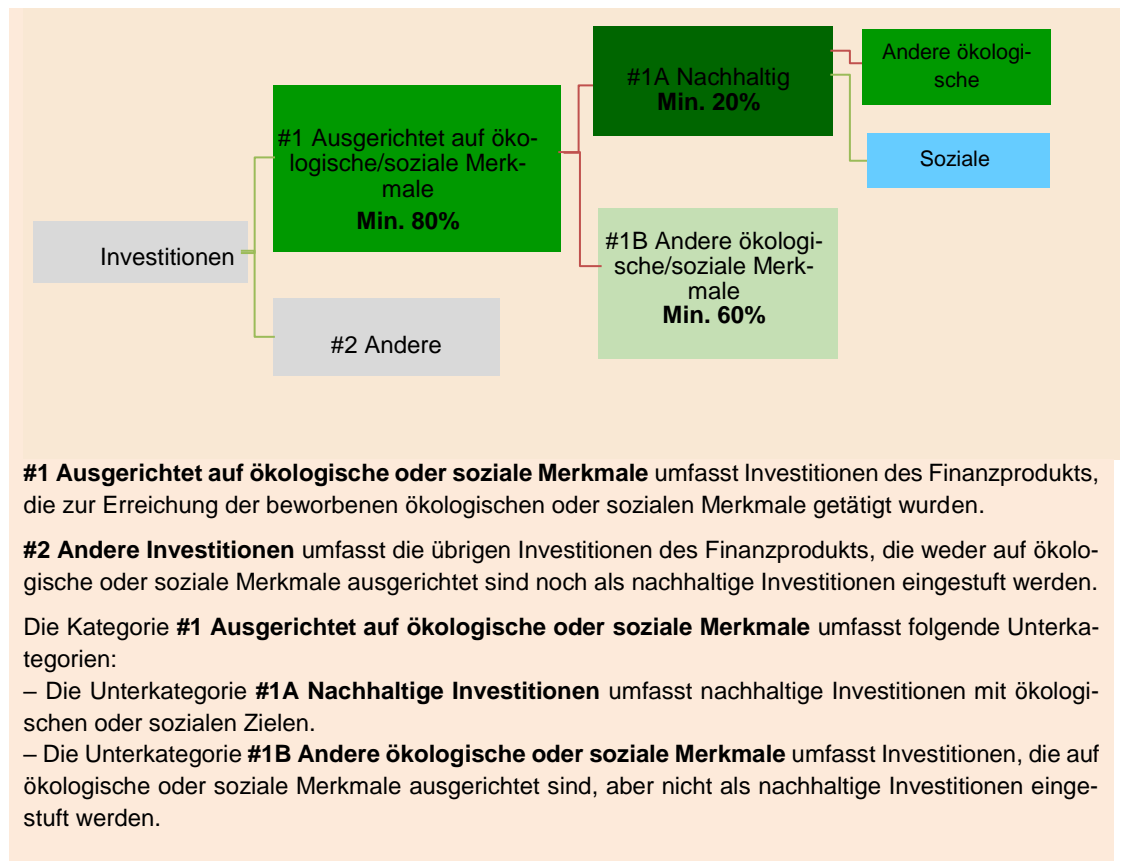 Investitionen
#1 Ausgerichtet auf öko-
logische/soziale Merk-
male
Min. 80%
#2 Andere
#1A Nachhaltig
Min. 20%
#1B Andere ökologi-
sche/soziale Merk-
male
Min. 60%
Andere ökologi-
sche
Soziale
#1 Ausgerichtet auf ökologische oder soziale Merkmale umfasst Investitionen des Finanzprodukts,
die zur Erreichung der beworbenen ökologischen oder sozialen Merkmale getätigt wurden.
#2 Andere Investitionen umfasst die übrigen Investitionen des Finanzprodukts, die weder auf ökolo-
gische oder soziale Merkmale ausgerichtet sind noch als nachhaltige Investitionen eingestuft werden.
Die Kategorie #1 Ausgerichtet auf ökologische oder soziale Merkmale umfasst folgende Unterka-
tegorien:
– Die Unterkategorie #1A Nachhaltige Investitionen umfasst nachhaltige Investitionen mit ökologi-
schen oder sozialen Zielen.
– Die Unterkategorie #1B Andere ökologische oder soziale Merkmale umfasst Investitionen, die auf
ökologische oder soziale Merkmale ausgerichtet sind, aber nicht als nachhaltige Investitionen einge-
stuft werden.